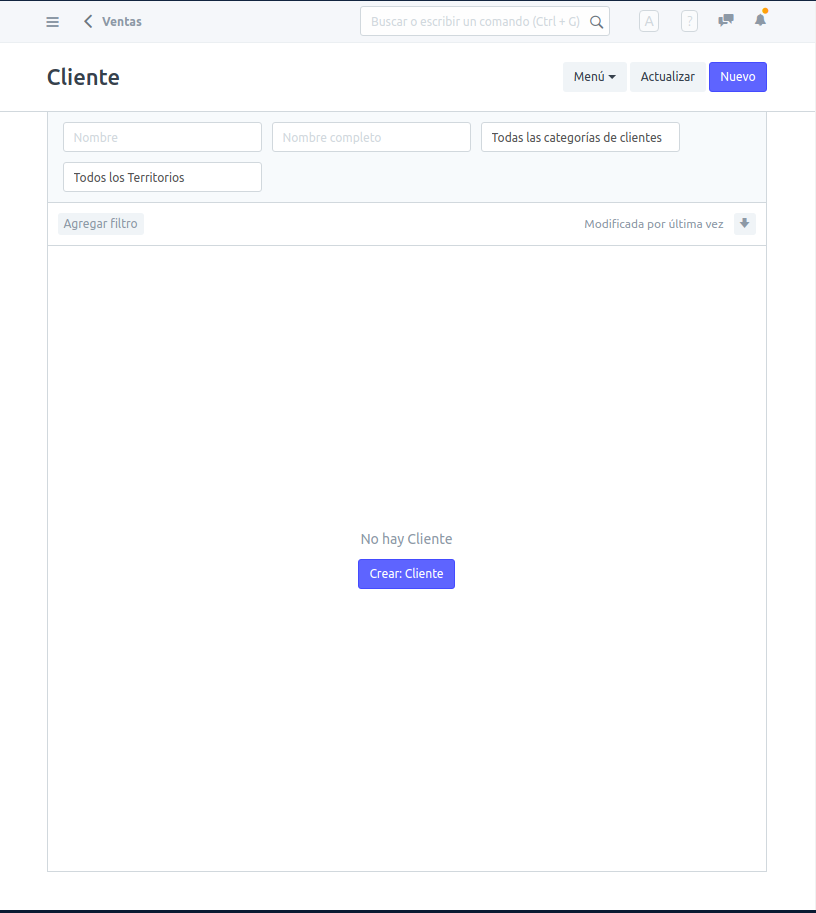 Ventas
Buscar o escribir un comando (Ctrl + G)
A
?
Cliente
Menú
Actualizar
Nuevo
Nombre
Nombre completo
Todas las categorías de clientes
Todos los Territorios
Agregar filtro
Modificada por última vez
No hay Cliente
Crear: Cliente